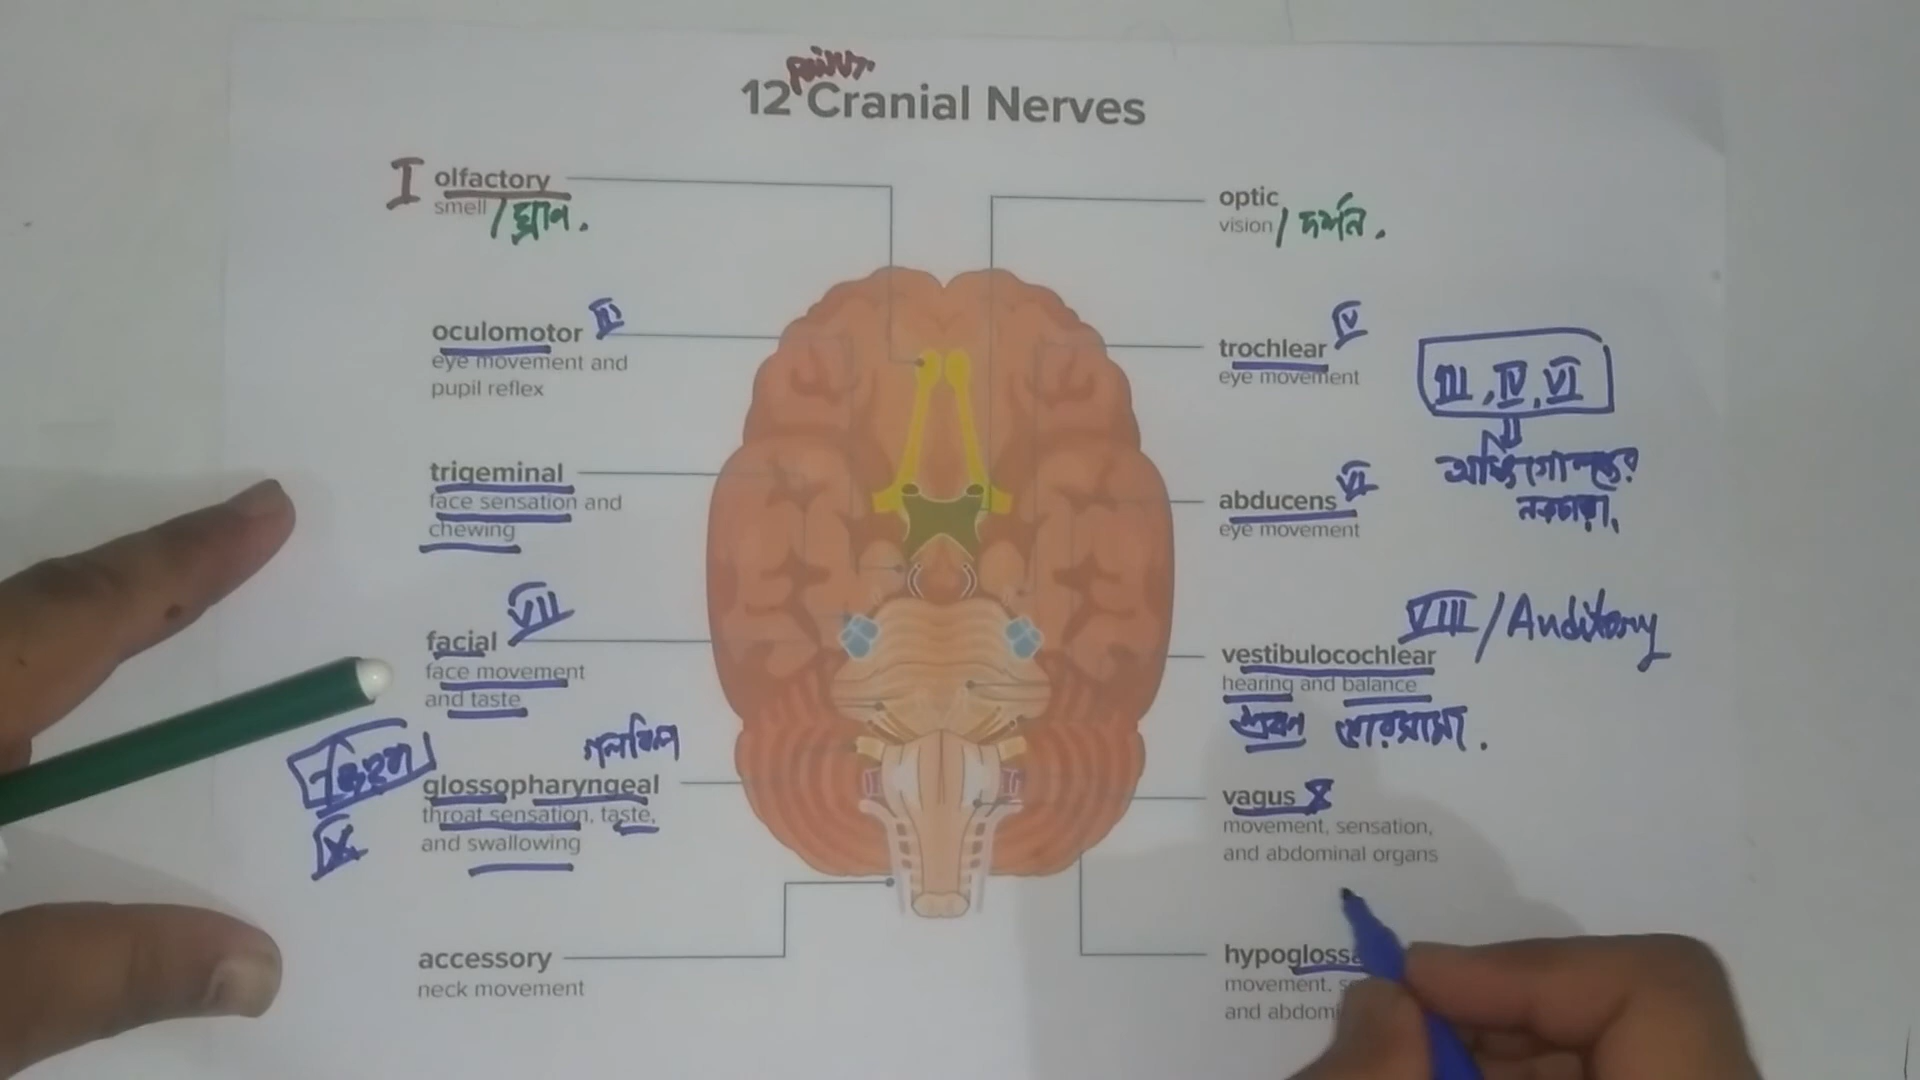 pairs
12 Cranial Nerves
I olfactory
smell / ঘ্রাণ.
optic
vision / দর্শন.
oculomotor III
eye movement and
pupil reflex
trochlear IV
eye movement
III, IV, VI
trigeminal
face sensation and
chewing
abducens VI
eye movement
অক্ষিগোলকের
নড়াচড়া
facial VII
face movement
and taste
VIII / Auditory
vestibulocochlear
hearing and balance
শ্রবণ ভারসাম্য.
গলবিল
glossopharyngeal
throat sensation, taste,
and swallowing
IX
vagus X
movement, sensation,
and abdominal organs
accessory
neck movement
hypogloss
movement,
and abdomi